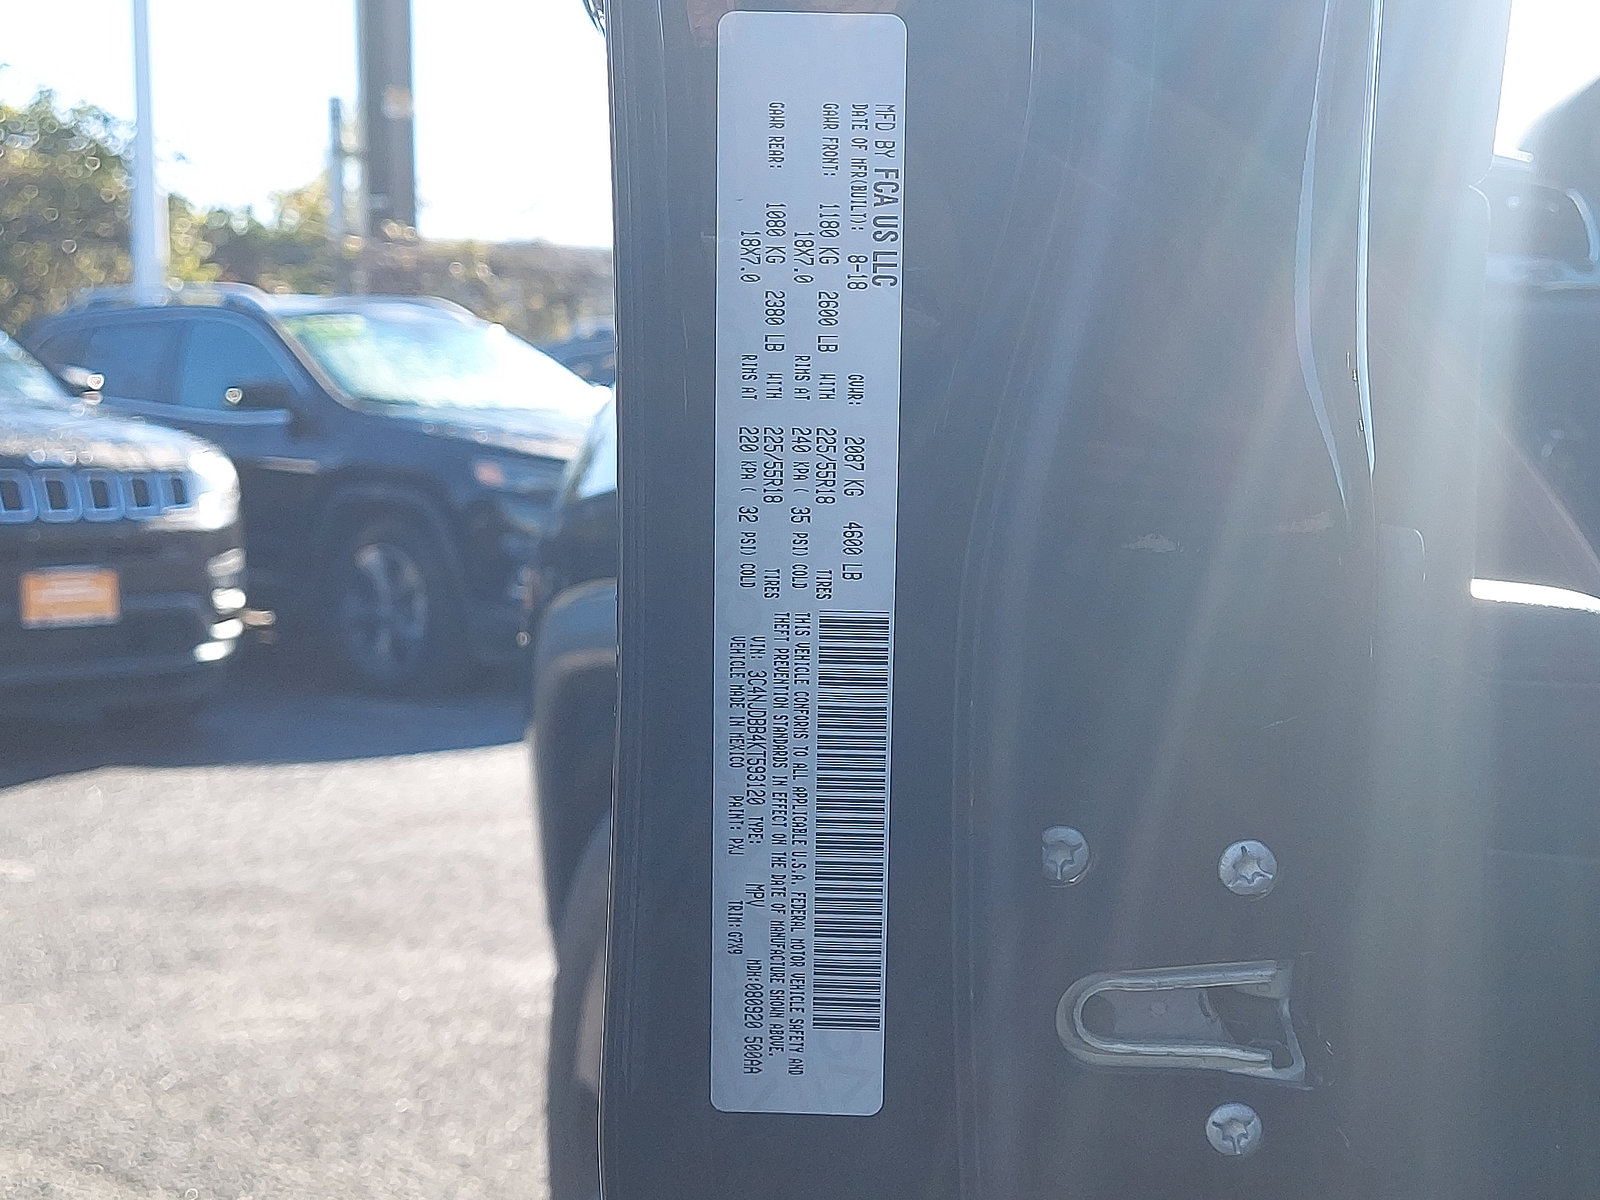 MFD BY FCA US LLC
DATE OF MFR(BUILT): 8-18 GVWR: 2087 KG 4600 LB
GAWR FRONT: 1180 KG 2600 LB WITH 225/55R18 TIRES
18X7.0 RIMS AT 240 KPA ( 35 PSI) COLD
GAWR REAR: 1080 KG 2380 LB WITH 225/55R18 TIRES
18X7.0 RIMS AT 220 KPA ( 32 PSI) COLD
THIS VEHICLE CONFORMS TO ALL APPLICABLE U.S.A. FEDERAL MOTOR VEHICLE SAFETY AND
THEFT PREVENTION STANDARDS IN EFFECT ON THE DATE OF MANUFACTURE SHOWN ABOVE.
VIN: 3C4NJDBB4KT593120 TYPE: MPV MDH:080920 500AA
VEHICLE MADE IN MEXICO PAINT: PXJ TRIM: G7X9